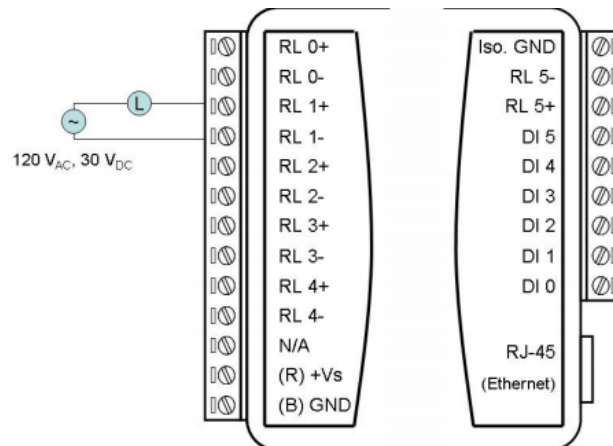 RL 0+
RL 0-
RL 1+
RL 1-
RL 2+
RL 2-
RL 3+
RL 3-
RL 4+
RL 4-
N/A
(R) +Vs
(B) GND
L
~
120 VAC, 30 VDC
Iso. GND
RL 5-
RL 5+
DI 5
DI 4
DI 3
DI 2
DI 1
DI 0
RJ-45
(Ethernet)